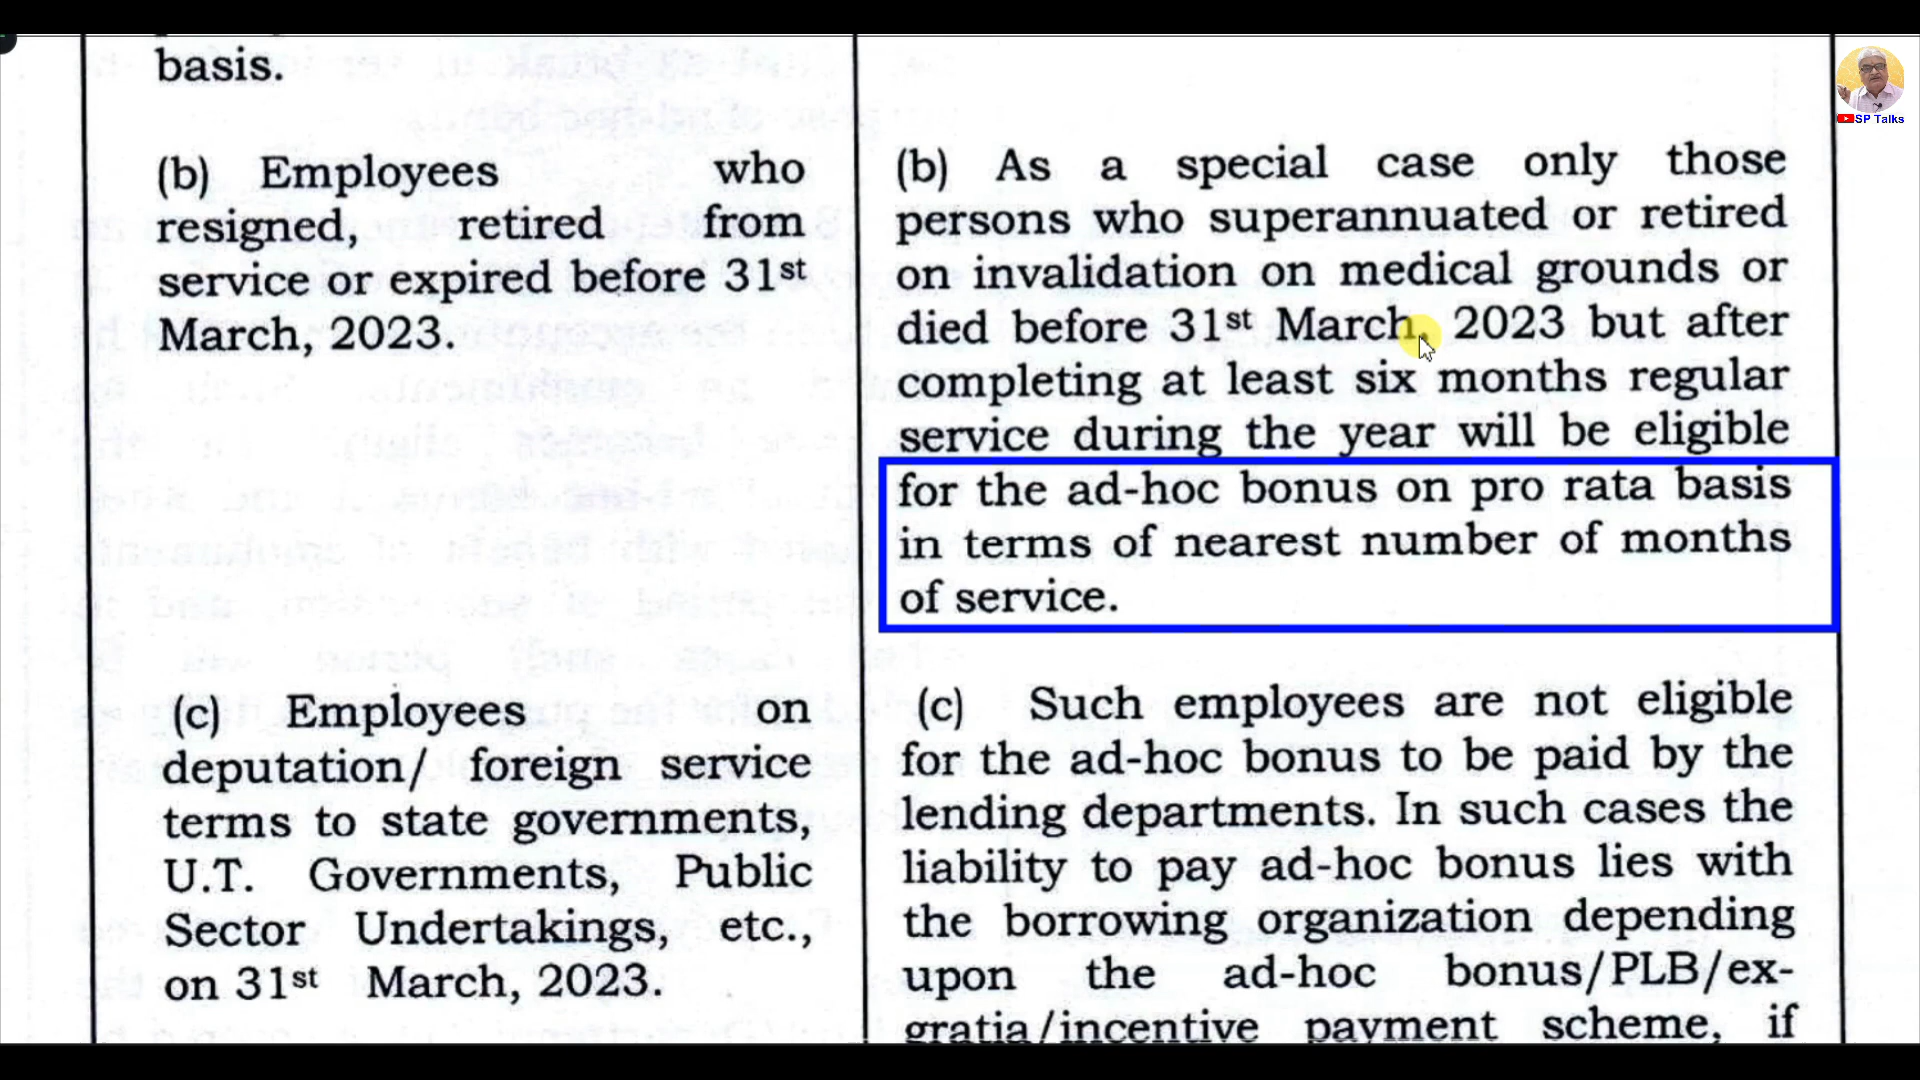 basis.
(b) Employees who
resigned, retired from
service or expired before 31st
March, 2023.
(b) As a special case only those
persons who superannuated or retired
on invalidation on medical grounds or
died before 31st March, 2023 but after
completing at least six months regular
service during the year will be eligible
for the ad-hoc bonus on pro rata basis
in terms of nearest number of months
of service.
(c) Employees on
deputation/ foreign service
terms to state governments,
U.T. Governments, Public
Sector Undertakings, etc.,
on 31st March, 2023.
(c) Such employees are not eligible
for the ad-hoc bonus to be paid by the
lending departments. In such cases the
liability to pay ad-hoc bonus lies with
the borrowing organization depending
upon the ad-hoc bonus/PLB/ex-
gratia/incentive payment scheme, if
SP Talks